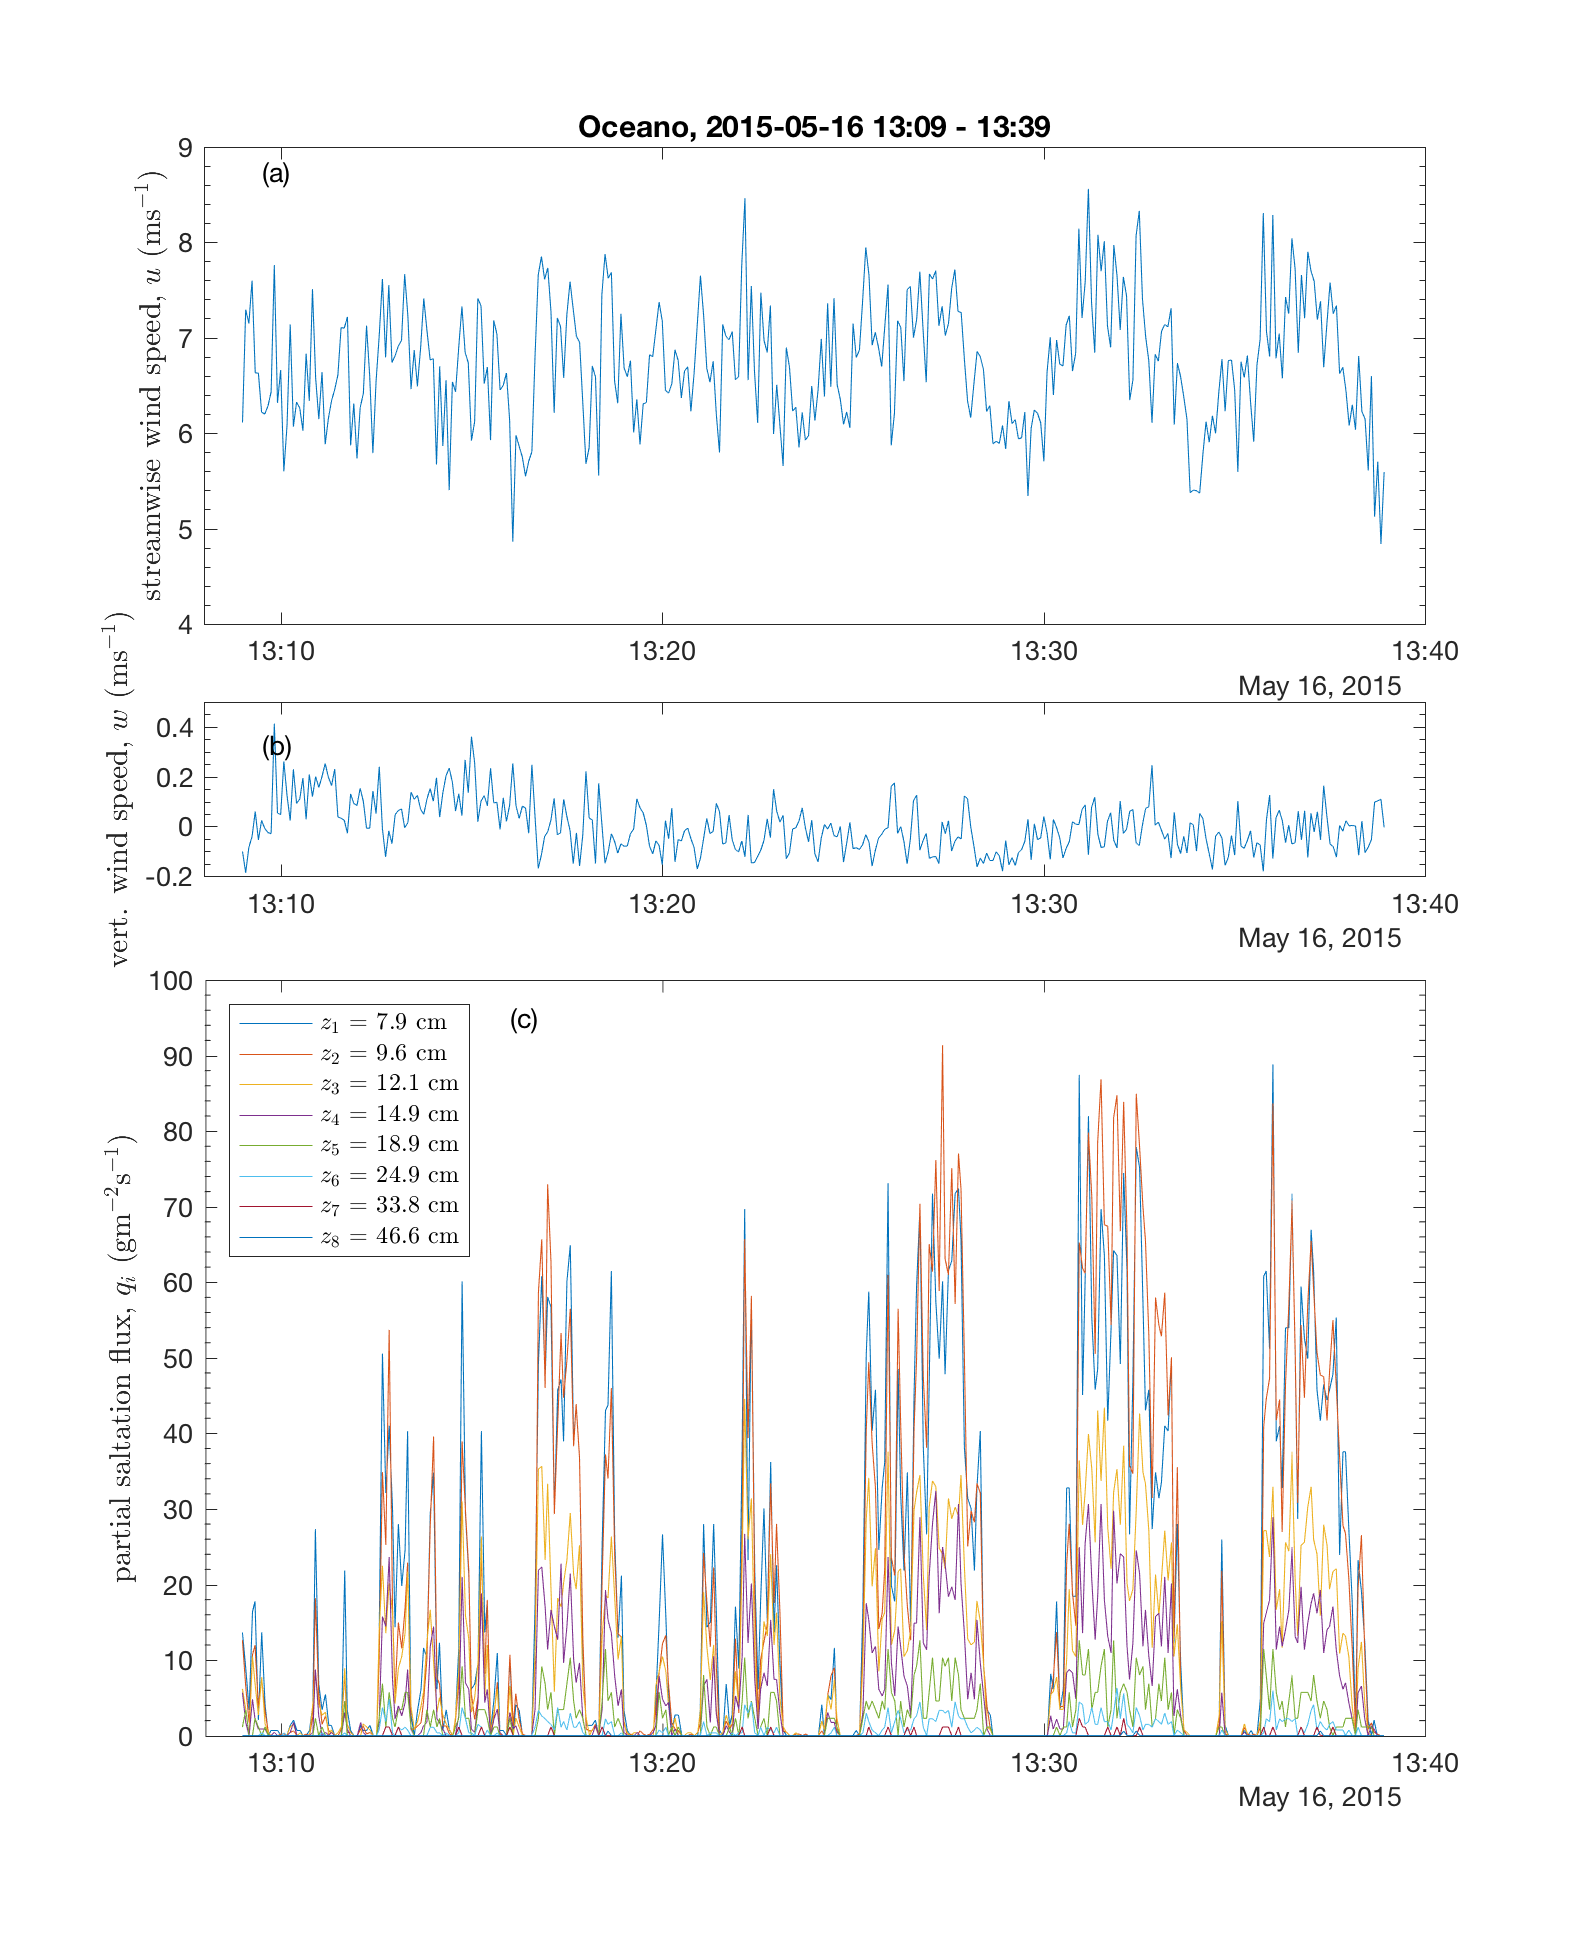 Oceano, 2015-05-16 13:09 - 13:39
(a)
streamwise wind speed, u (ms⁻¹)
9
8
7
6
5
4
13:10 13:20 13:30 13:40
May 16, 2015
(b)
vert. wind speed, w (ms⁻¹)
0.4
0.2
0
-0.2
13:10 13:20 13:30 13:40
May 16, 2015
(c)
partial saltation flux, qᵢ (gm⁻²s⁻¹)
100
90
80
70
60
50
40
30
20
10
0
z₁ = 7.9 cm
z₂ = 9.6 cm
z₃ = 12.1 cm
z₄ = 14.9 cm
z₅ = 18.9 cm
z₆ = 24.9 cm
z₇ = 33.8 cm
z₈ = 46.6 cm
13:10 13:20 13:30 13:40
May 16, 2015